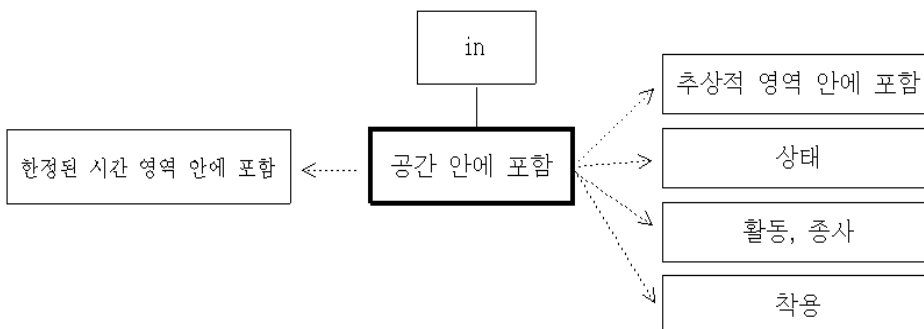 in
추상적 영역 안에 포함
한정된 시간 영역 안에 포함
공간 안에 포함
상태
활동, 종사
착용